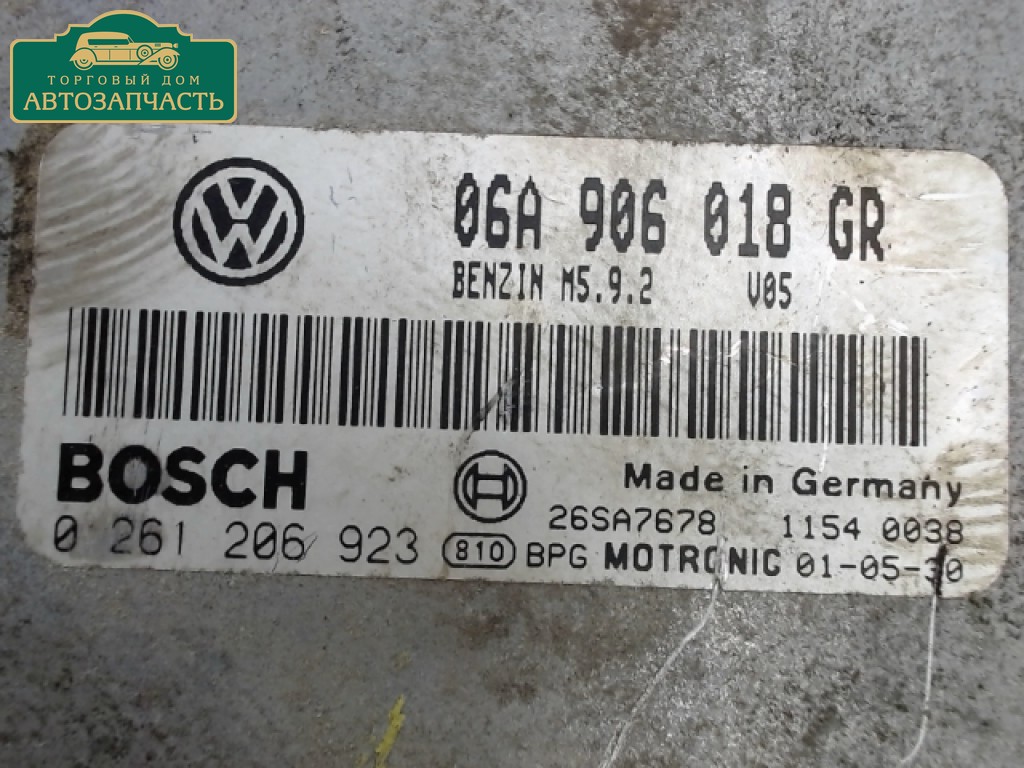 ТОРГОВЫЙ ДОМ
АВТОЗАПЧАСТЬ
06A 906 018 GR
BENZIN M5.9.2 V05
BOSCH
Made in Germany
26SA7678 1154 0038
0 261 206 923 810 BPG MOTRONIC 01-05-30